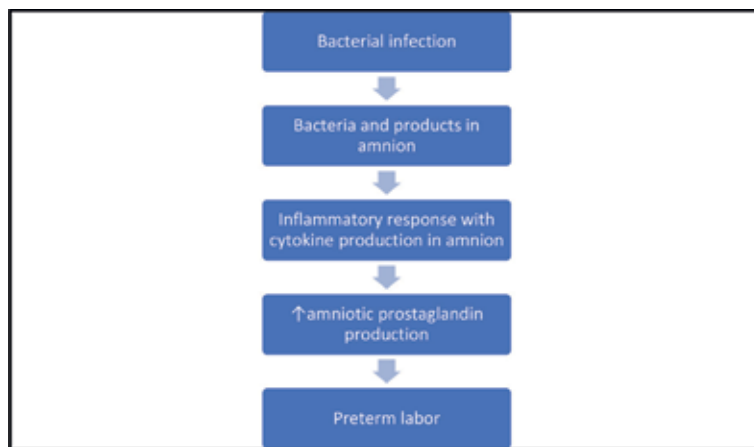 Bacterial infection
Bacteria and products in
amnion
Inflammatory response with
cytokine production in amnion
↑amniotic prostaglandin
production
Preterm labor